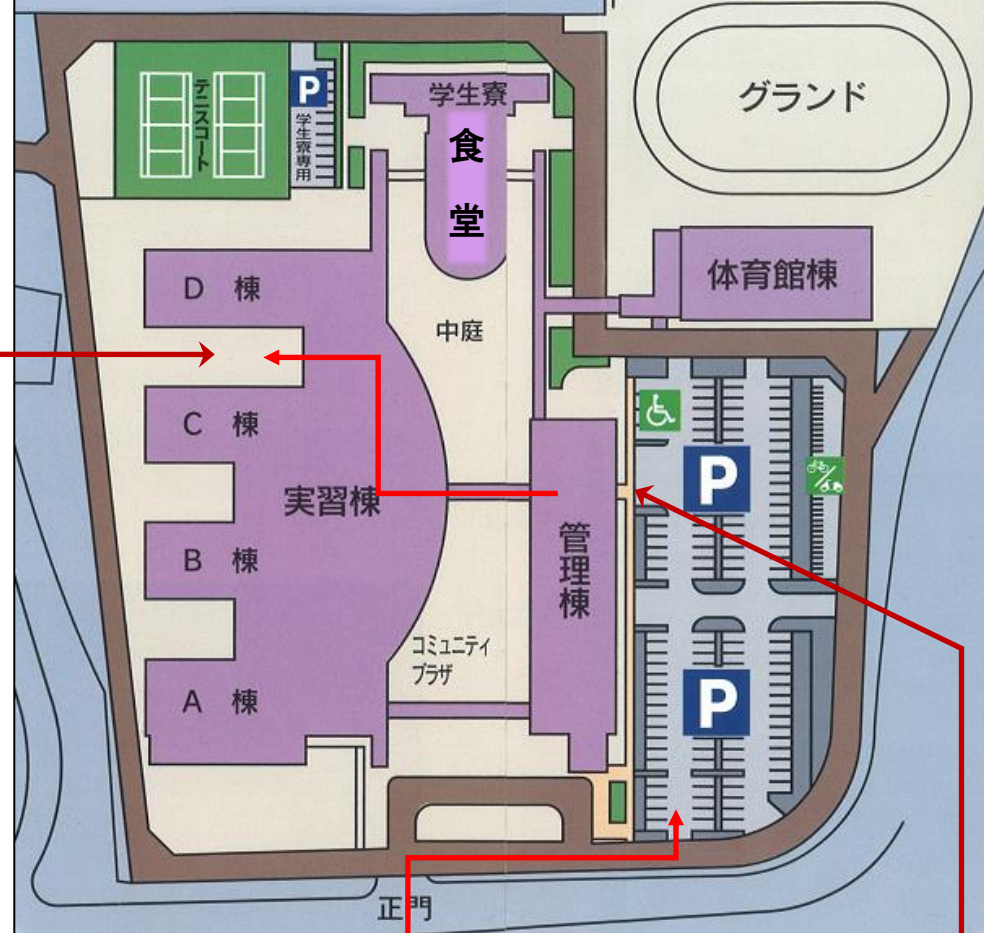 P
学生寮専用
テニスコート
学生寮
食堂
グランド
体育館棟
D 棟
中庭
C 棟
P
実習棟
管理棟
B 棟
コミュニティ
プラザ
A 棟
P
正門